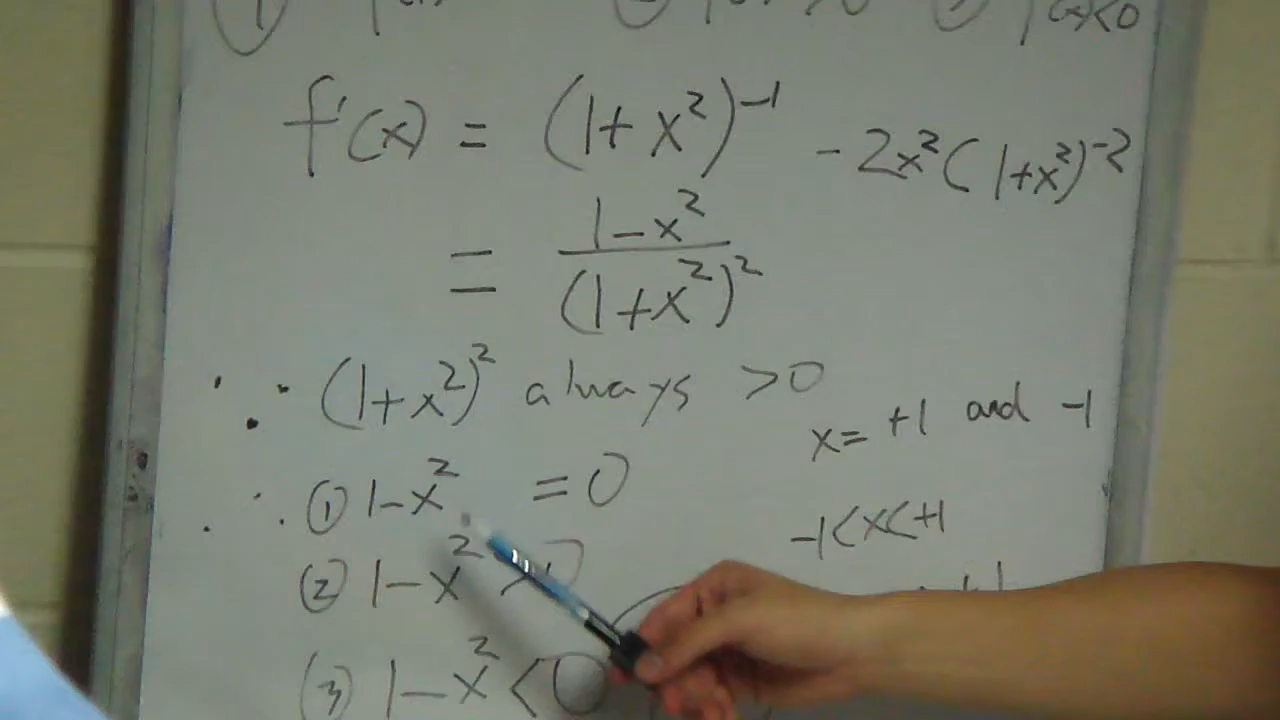 ① ② ③ <0
f'(x) = (1+x²)⁻¹ - 2x²(1+x²)⁻²
= \frac{1-x²}{(1+x²)²}
∵ (1+x²)² always >0
x= +1 and -1
∴ ① 1-x² =0
-1<x<+1
② 1-x² >0
③ 1-x² <0